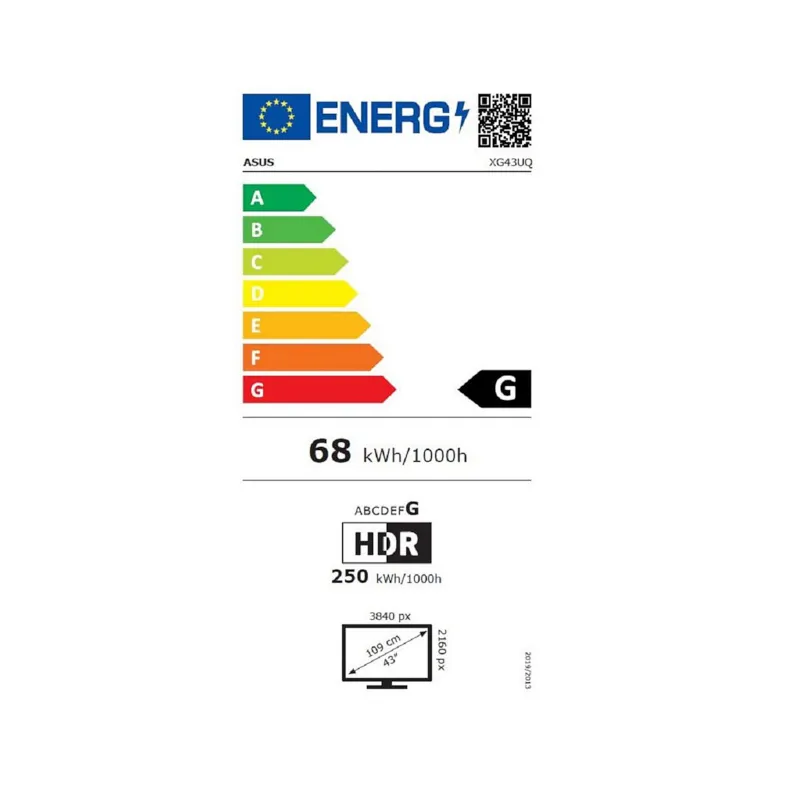 ENERG
ASUS XG43UQ
A
B
C
D
E
F
G
G
68 kWh/1000h
ABCDEFG
HDR
250 kWh/1000h
3840 px
2160 px
109 cm
43"
2019/2013